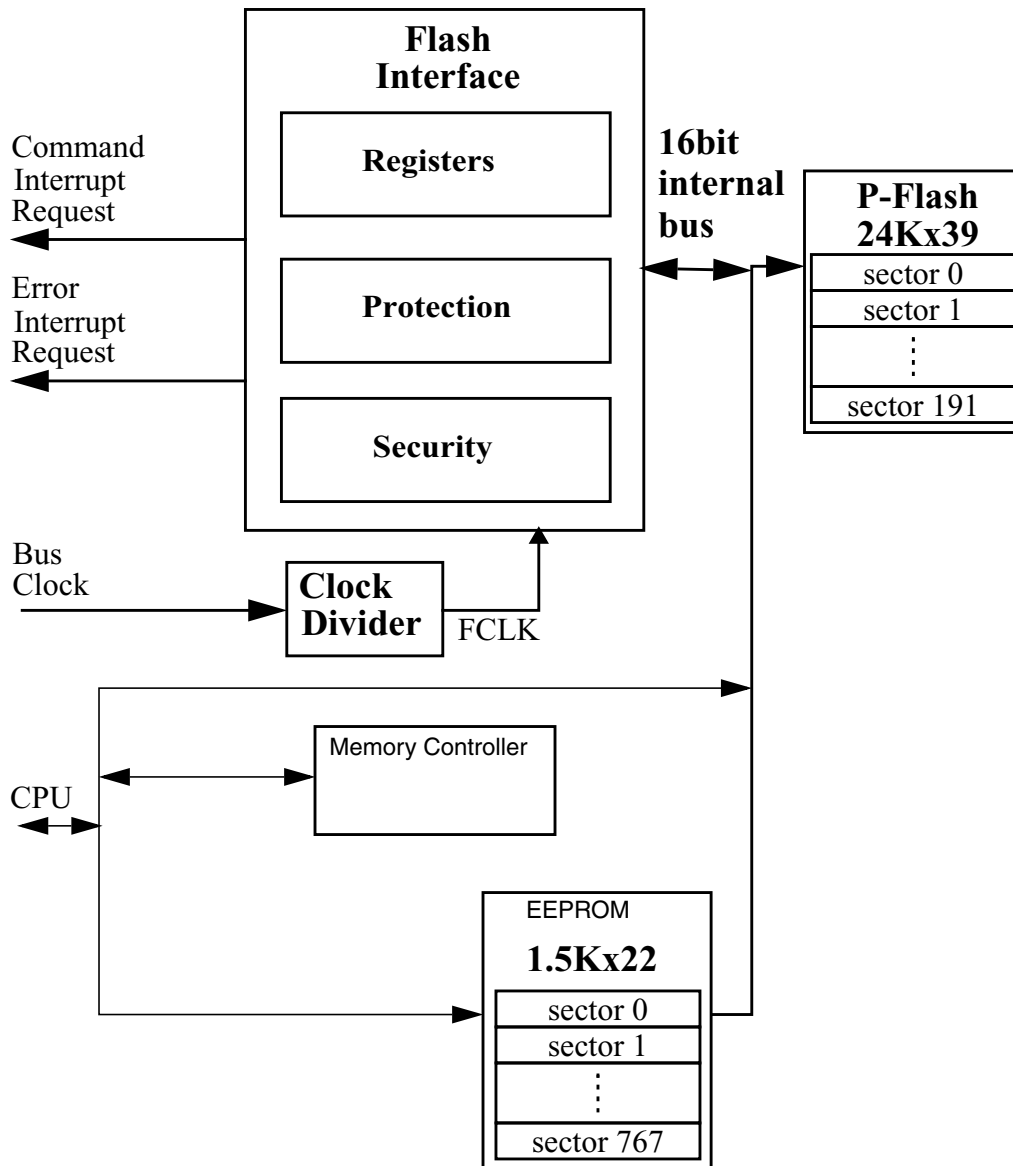 Flash
Interface
Registers
Protection
Security
Command
Interrupt
Request
Error
Interrupt
Request
16bit
internal
bus
P-Flash
24Kx39
sector 0
sector 1
sector 191
Bus
Clock
Clock
Divider
FCLK
Memory Controller
CPU
EEPROM
1.5Kx22
sector 0
sector 1
sector 767